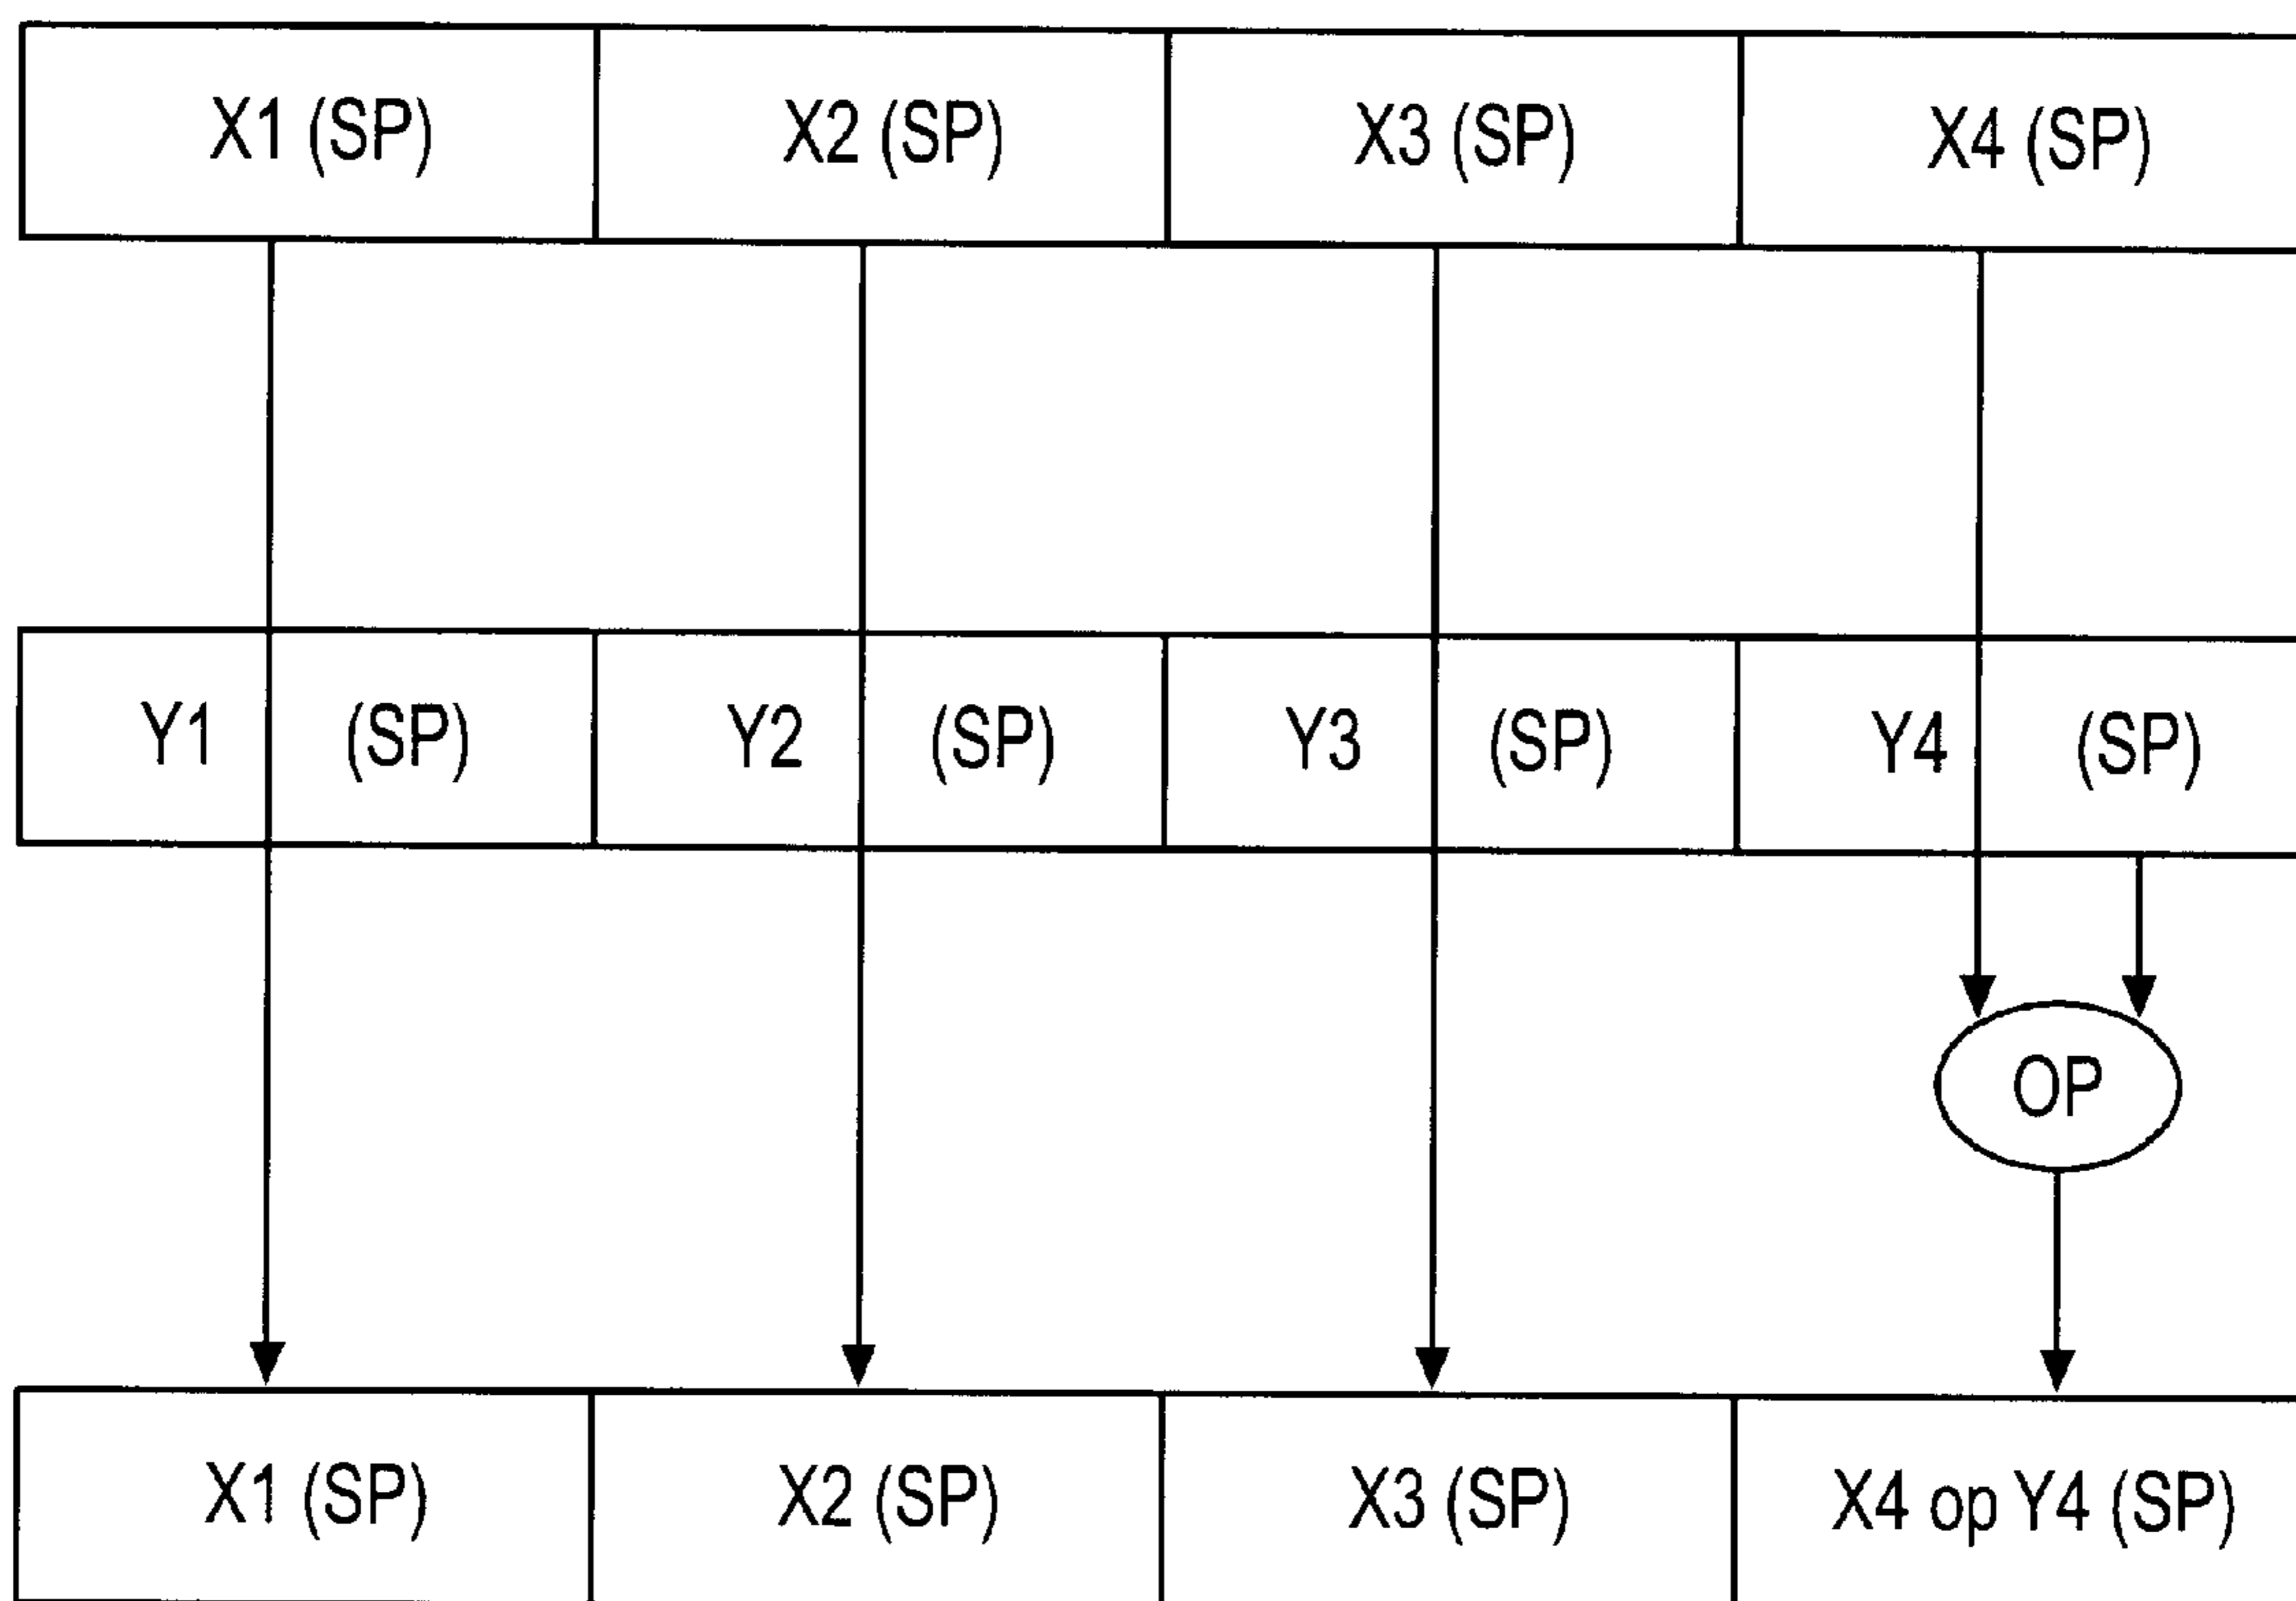 X1 (SP) X2 (SP) X3 (SP) X4 (SP)
Y1 (SP) Y2 (SP) Y3 (SP) Y4 (SP)
OP
X1 (SP) X2 (SP) X3 (SP) X4 op Y4 (SP)